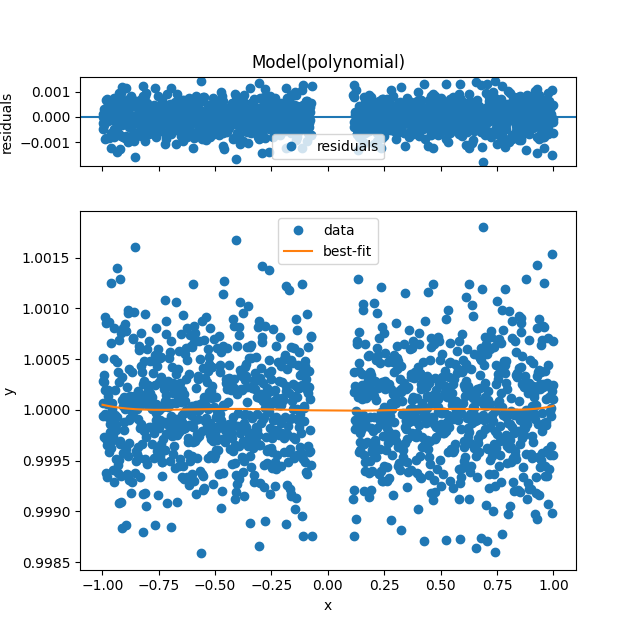 Model(polynomial)
residuals
0.001
0.000
−0.001
residuals
data
best-fit
y
1.0015
1.0010
1.0005
1.0000
0.9995
0.9990
0.9985
−1.00 −0.75 −0.50 −0.25 0.00 0.25 0.50 0.75 1.00
x